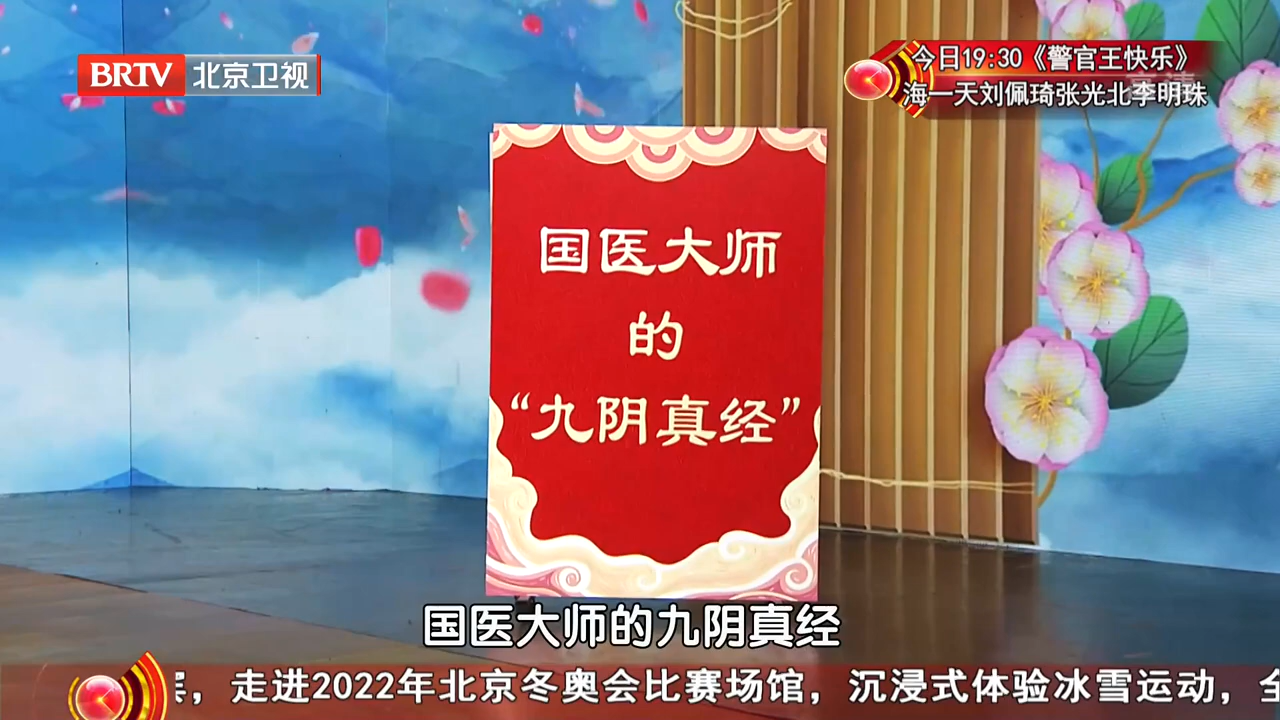 BRTV 北京卫视
今日19:30《警官王快乐》
海一天刘佩琦张光北李明珠
国医大师
的
“九阴真经”
国医大师的九阴真经
，走进2022年北京冬奥会比赛场馆，沉浸式体验冰雪运动，全